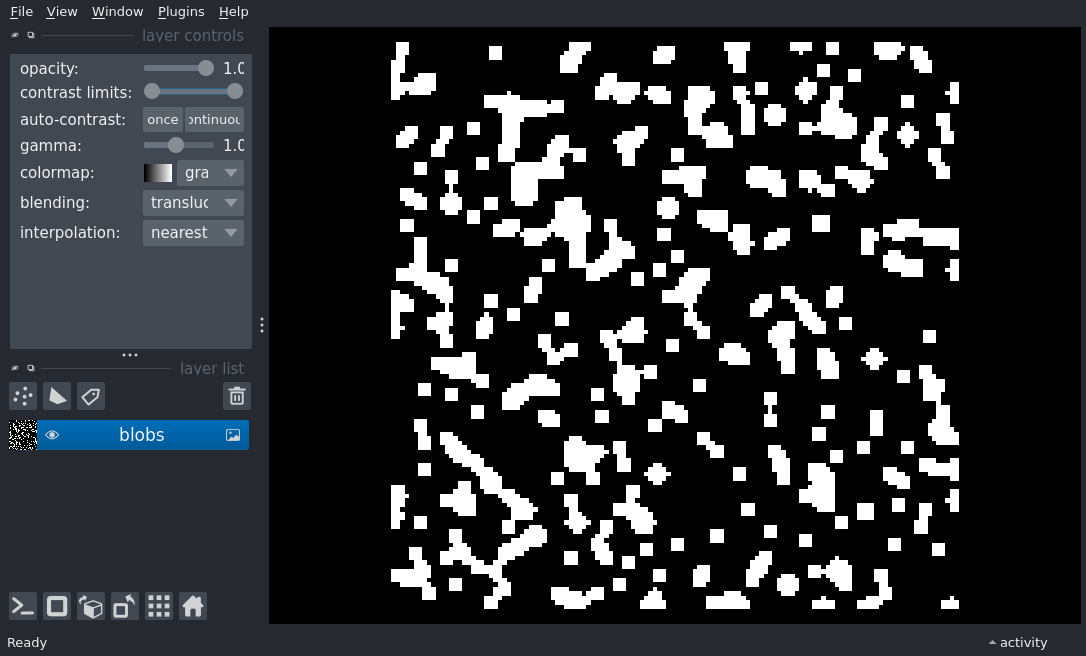 File View Window Plugins Help
layer controls
opacity: 1.0
contrast limits:
auto-contrast: once ontinuou
gamma: 1.0
colormap: gra
blending: transluc
interpolation: nearest
layer list
blobs
Ready
activity